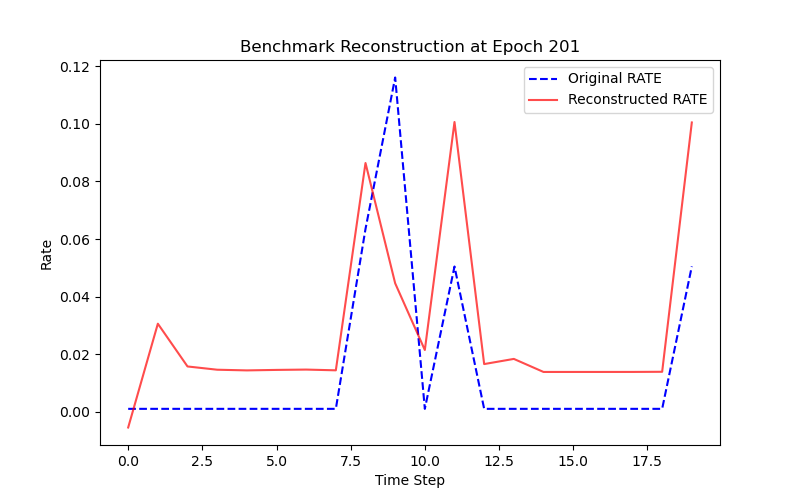 Benchmark Reconstruction at Epoch 201
Original RATE
Reconstructed RATE
Rate
0.12
0.10
0.08
0.06
0.04
0.02
0.00
0.0 2.5 5.0 7.5 10.0 12.5 15.0 17.5
Time Step